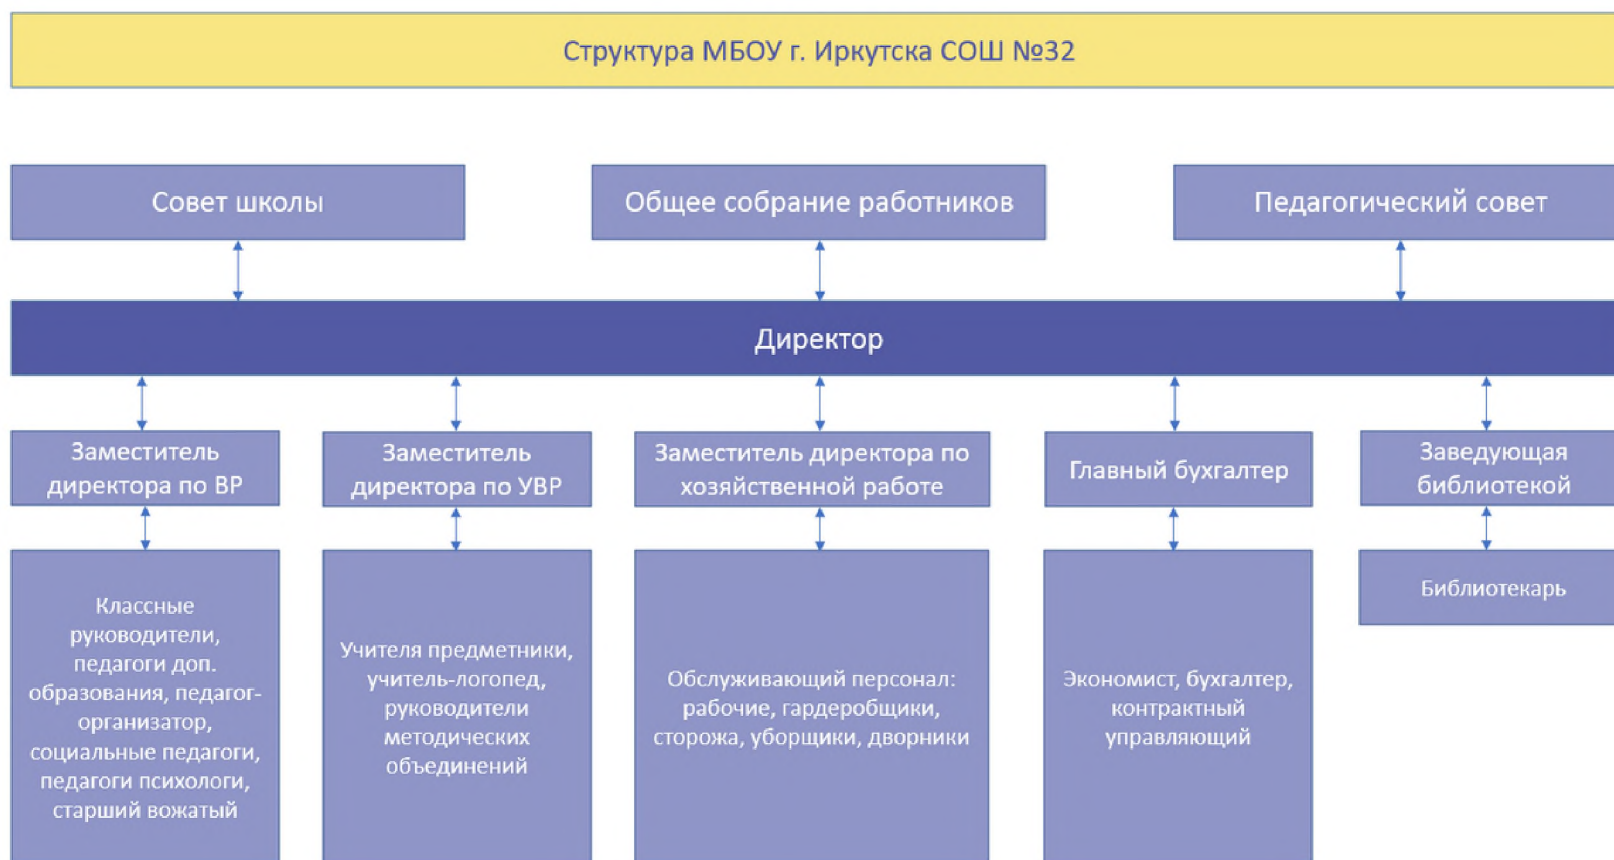 Структура МБОУ г. Иркутска СОШ №32
Совет школы
Общее собрание работников
Педагогический совет
Директор
Заместитель
директора по ВР
Заместитель
директора по УВР
Заместитель директора по
хозяйственной работе
Главный бухгалтер
Заведующая
библиотекой
Классные
руководители,
педагоги доп.
образования, педагог-
организатор,
социальные педагоги,
педагоги психологи,
старший вожатый
Учителя предметники,
учитель-логопед,
руководители
методических
объединений
Обслуживающий персонал:
рабочие, гардеробщики,
сторожа, уборщики, дворники
Экономист, бухгалтер,
контрактный
управляющий
Библиотекарь